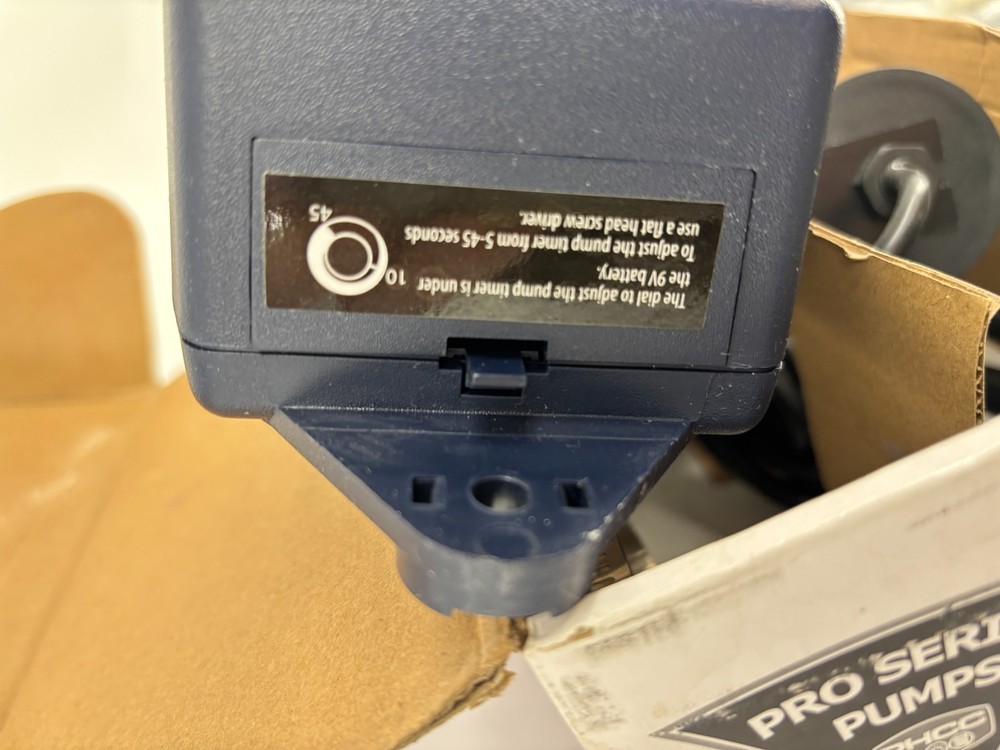 The dial to adjust the pump timer is under
the 9V battery.
To adjust the pump timer from 5-45 seconds
use a flat head screw driver.
10
45
PRO SERI
PUMPS
PHCC